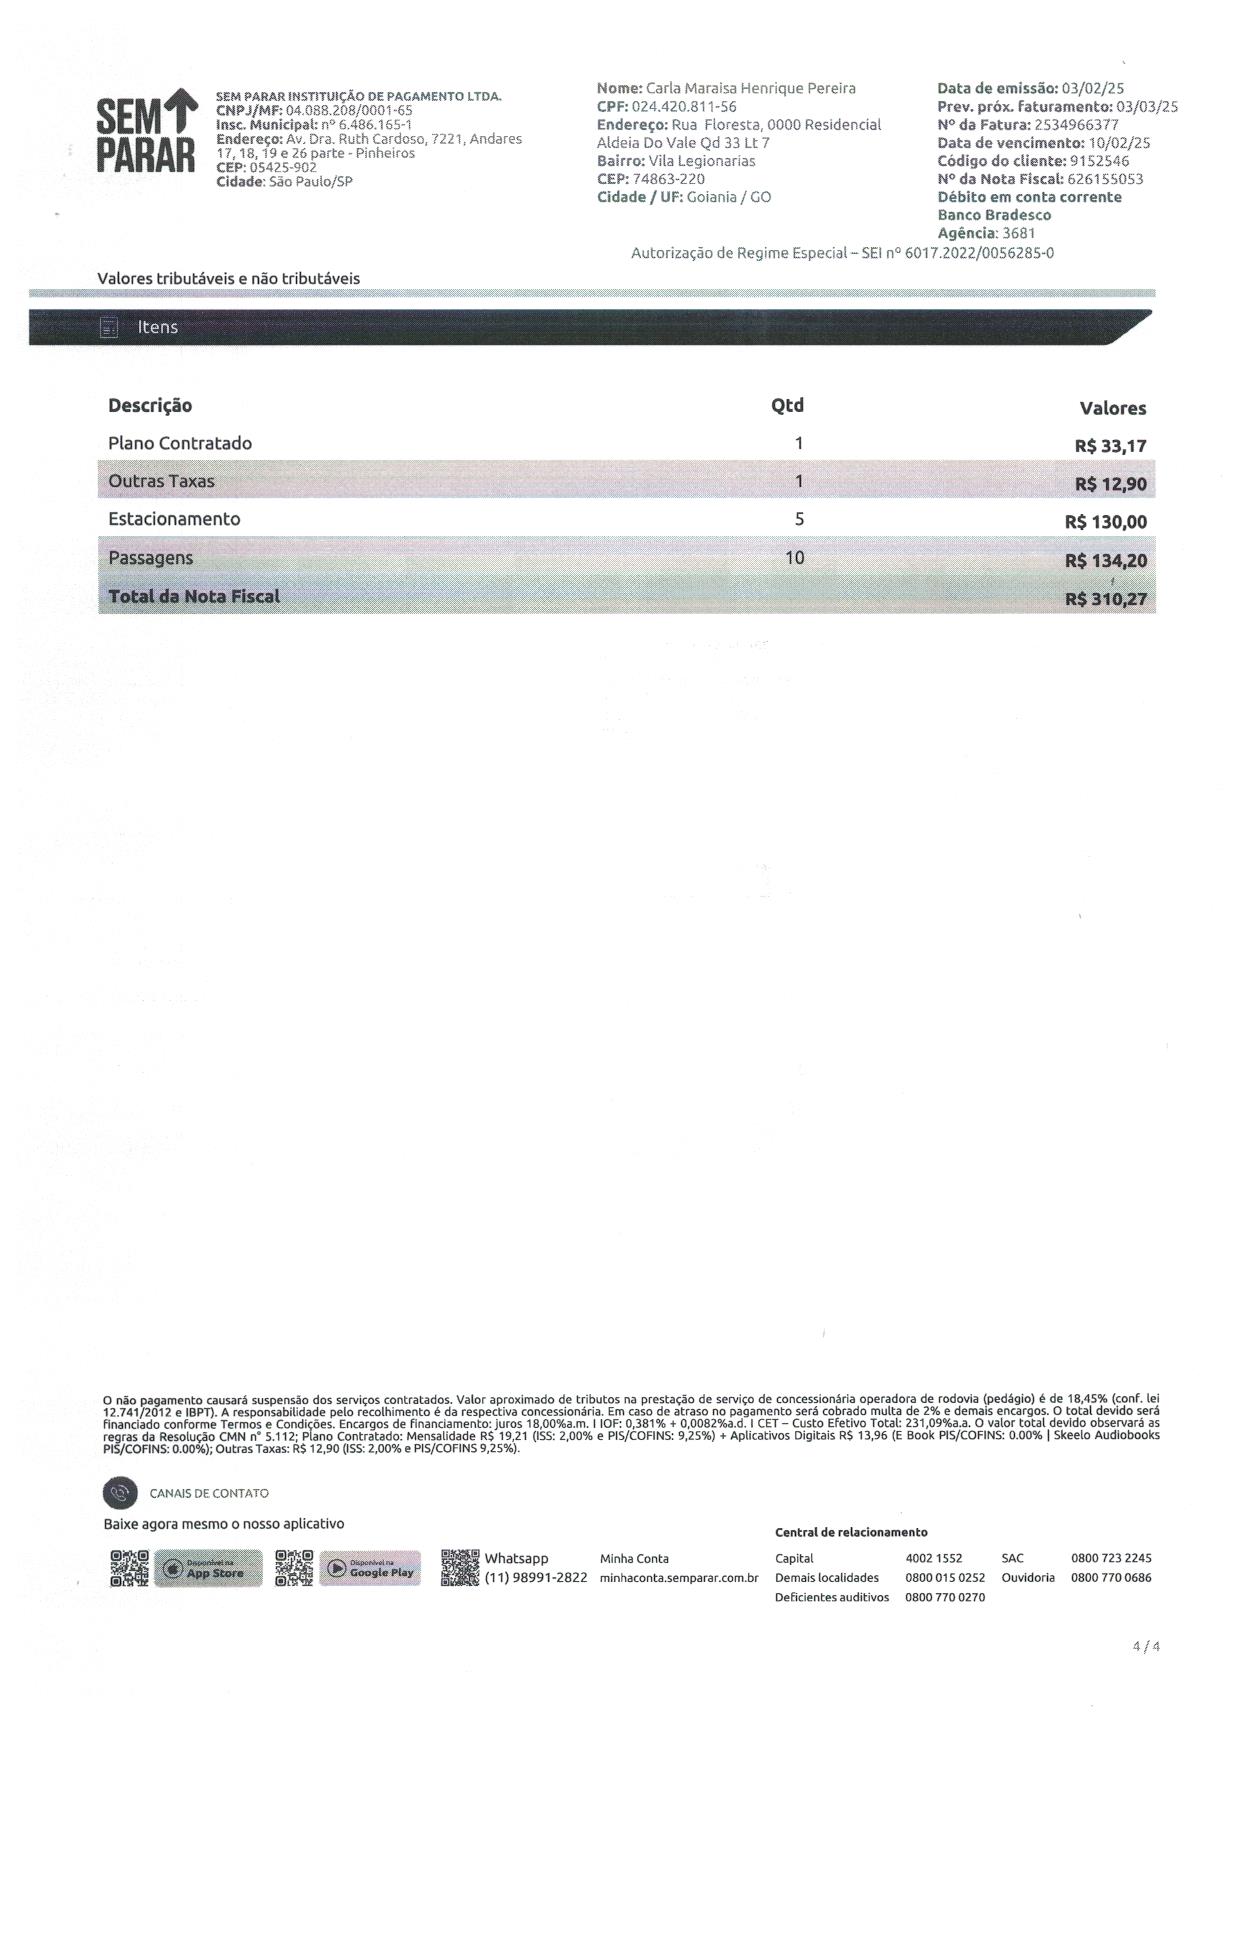 SEM
PARAR
SEM PARAR INSTITUIÇÃO DE PAGAMENTO LTDA.
CNPJ/MF: 04.088.208/0001-65
Insc. Municipal: nº 6.486.165-1
Endereço: Av. Dra. Ruth Cardoso, 7221, Andares
17, 18, 19 e 26 parte - Pinheiros
CEP: 05425-902
Cidade: São Paulo/SP
Nome: Carla Maraisa Henrique Pereira
CPF: 024.420.811-56
Endereço: Rua Floresta, 0000 Residencial
Aldeia Do Vale Qd 33 Lt 7
Bairro: Vila Legionarias
CEP: 74863-220
Cidade / UF: Goiania / GO
Data de emissão: 03/02/25
Prev. próx. faturamento: 03/03/25
Nº da Fatura: 2534966377
Data de vencimento: 10/02/25
Código do cliente: 9152546
Nº da Nota Fiscal: 626155053
Débito em conta corrente
Banco Bradesco
Agência: 3681
Autorização de Regime Especial – SEI nº 6017.2022/0056285-0
Valores tributáveis e não tributáveis
Itens
Descrição Qtd Valores
Plano Contratado 1 R$ 33,17
Outras Taxas 1 R$ 12,90
Estacionamento 5 R$ 130,00
Passagens 10 R$ 134,20
Total da Nota Fiscal R$ 310,27
O não pagamento causará suspensão dos serviços contratados. Valor aproximado de tributos na prestação de serviço de concessionária operadora de rodovia (pedágio) é de 18,45% (conf. lei
12.741/2012 e IBPT). A responsabilidade pelo recolhimento é da respectiva concessionária. Em caso de atraso no pagamento será cobrado multa de 2% e demais encargos. O total devido será
financiado conforme Termos e Condições. Encargos de financiamento: juros 18,00%a.m. I IOF: 0,381% + 0,0082%a.d. I CET – Custo Efetivo Total: 231,09%a.a. O valor total devido observará as
regras da Resolução CMN n° 5.112; Plano Contratado: Mensalidade R$ 19,21 (ISS: 2,00% e PIS/COFINS: 9,25%) + Aplicativos Digitais R$ 13,96 (E Book PIS/COFINS: 0.00% | Skeelo Audiobooks
PIS/COFINS: 0.00%); Outras Taxas: R$ 12,90 (ISS: 2,00% e PIS/COFINS 9,25%).
CANAIS DE CONTATO
Baixe agora mesmo o nosso aplicativo
Disponível na
App Store
Disponível na
Google Play
Whatsapp
(11) 98991-2822
Minha Conta
minhaconta.semparar.com.br
Central de relacionamento
Capital 4002 1552 SAC 0800 723 2245
Demais localidades 0800 015 0252 Ouvidoria 0800 770 0686
Deficientes auditivos 0800 770 0270
4 / 4